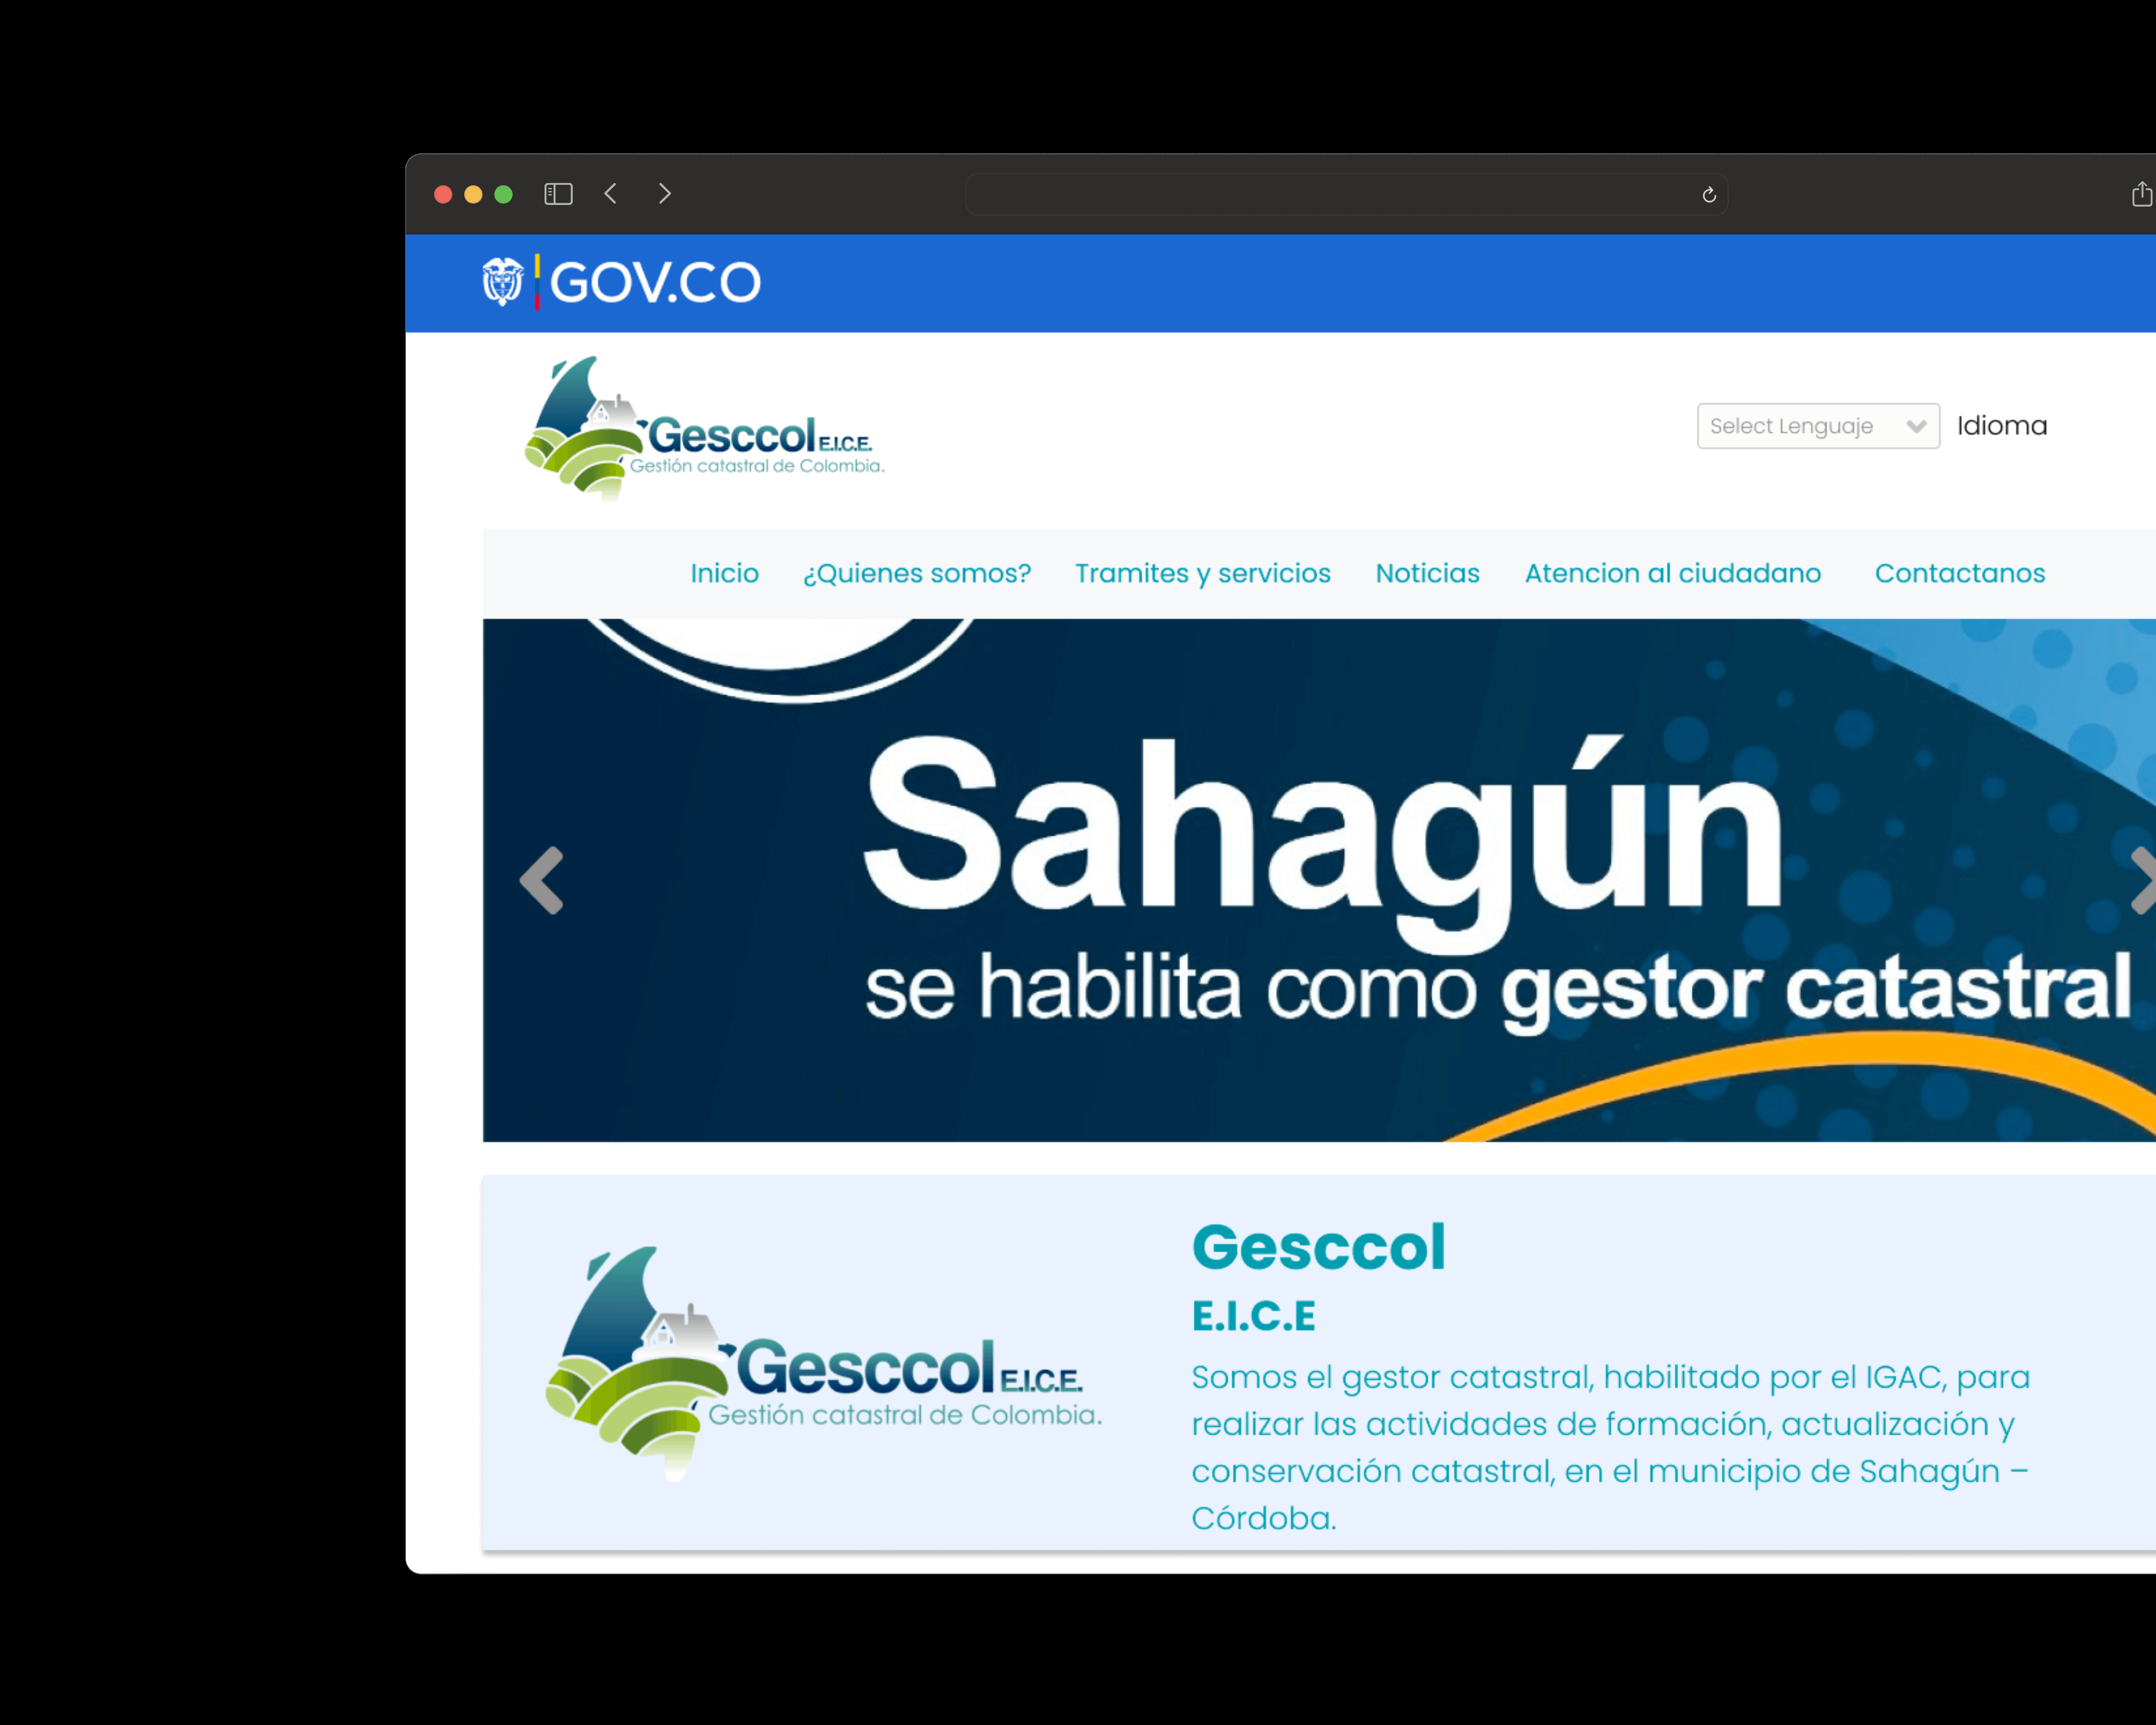 GOV.CO
Gesccol E.I.C.E.
Gestión catastral de Colombia.
Select Lenguaje
Idioma
Inicio
¿Quienes somos?
Tramites y servicios
Noticias
Atencion al ciudadano
Contactanos
Sahagún
se habilita como gestor catastral
Gesccol E.I.C.E.
Gestión catastral de Colombia.
Gesccol
E.I.C.E
Somos el gestor catastral, habilitado por el IGAC, para
realizar las actividades de formación, actualización y
conservación catastral, en el municipio de Sahagún –
Córdoba.